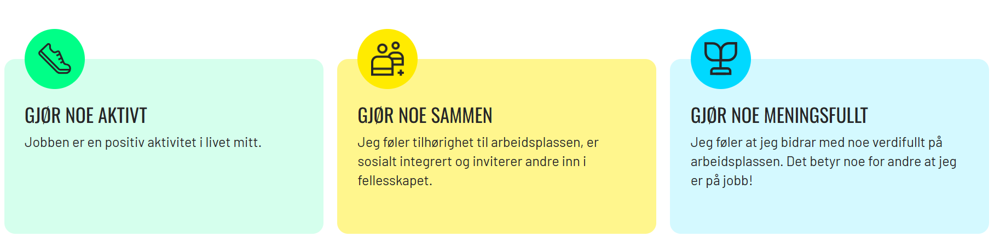 GJØR NOE AKTIVT
Jobben er en positiv aktivitet i livet mitt.
GJØR NOE SAMMEN
Jeg føler tilhørighet til arbeidsplassen, er
sosialt integrert og inviterer andre inn i
fellesskapet.
GJØR NOE MENINGSFULLT
Jeg føler at jeg bidrar med noe verdifullt på
arbeidsplassen. Det betyr noe for andre at jeg
er på jobb!